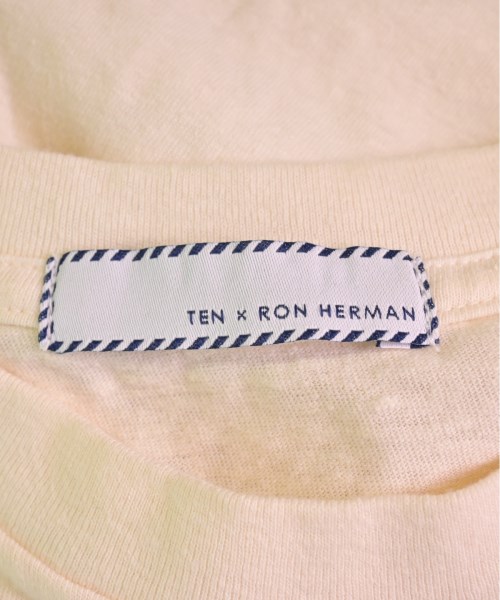 TEN × RON HERMAN